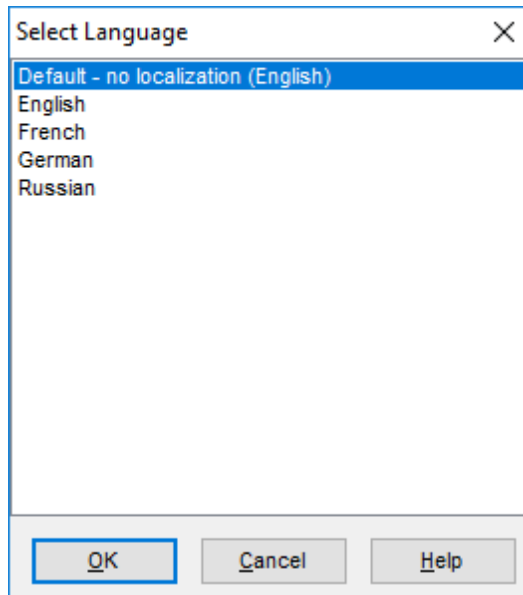 Select Language
Default - no localization (English)
English
French
German
Russian
OK Cancel Help